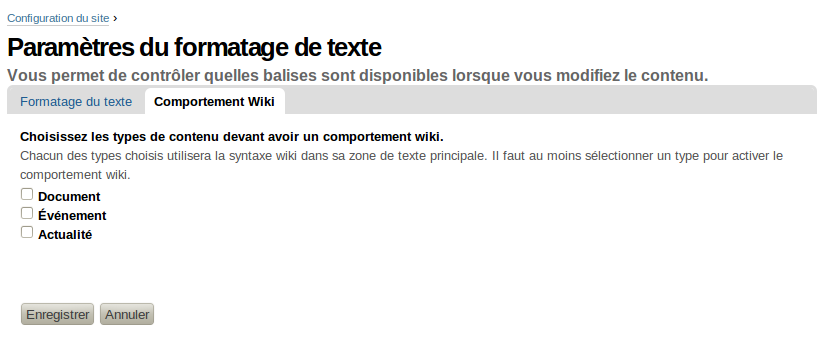 Configuration du site ›
Paramètres du formatage de texte
Vous permet de contrôler quelles balises sont disponibles lorsque vous modifiez le contenu.
Formatage du texte Comportement Wiki
Choisissez les types de contenu devant avoir un comportement wiki.
Chacun des types choisis utilisera la syntaxe wiki dans sa zone de texte principale. Il faut au moins sélectionner un type pour activer le
comportement wiki.
Document
Événement
Actualité
Enregistrer Annuler